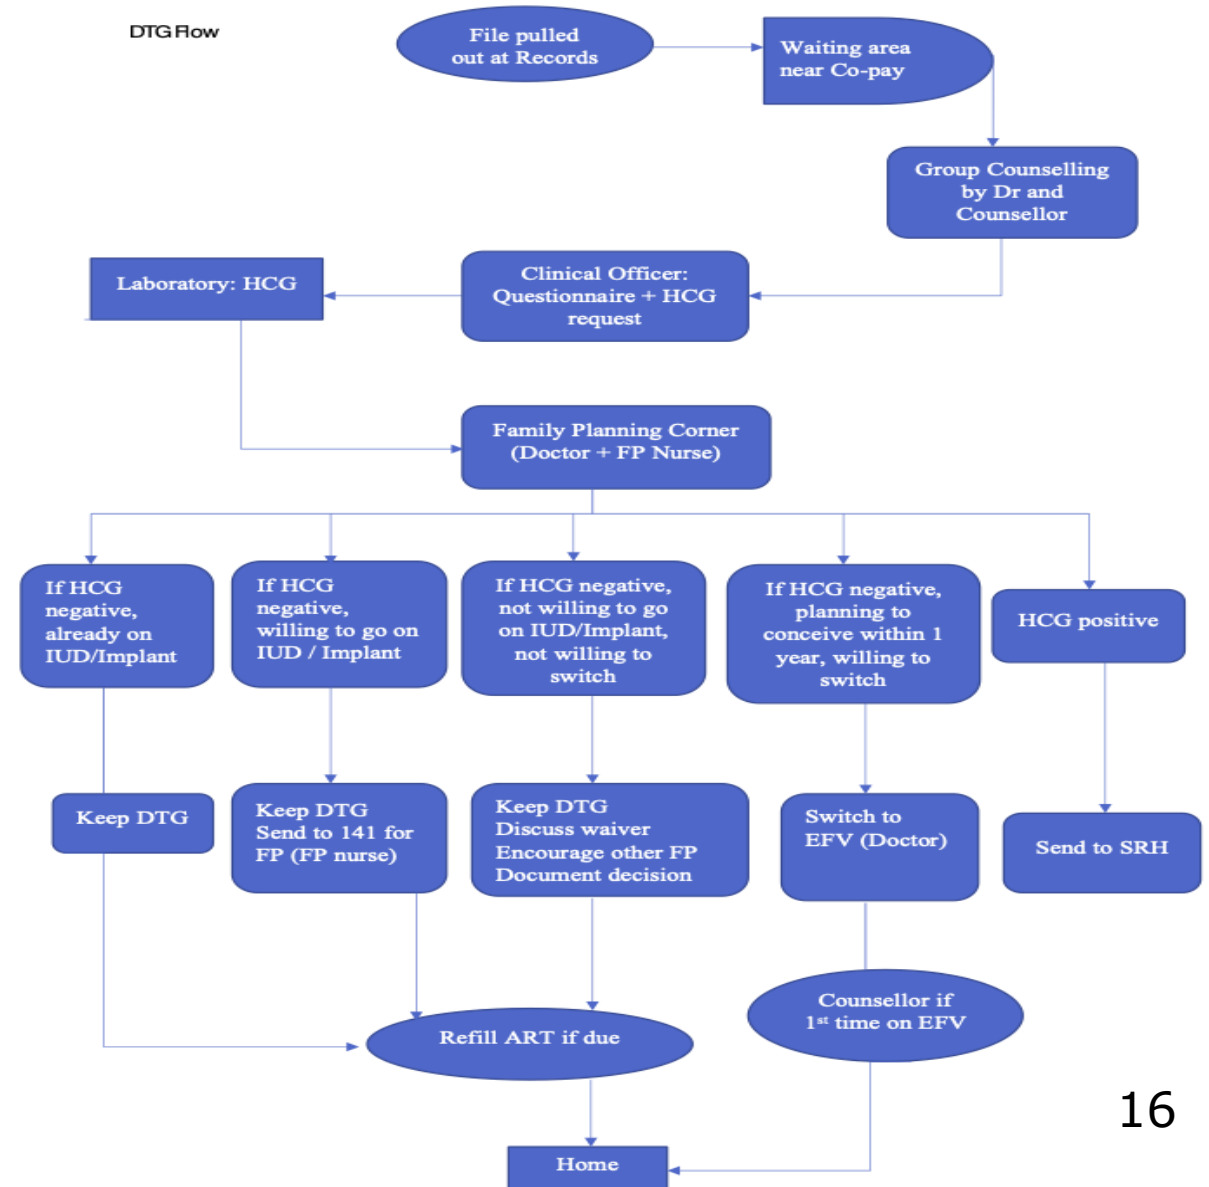 DTG Flow
File pulled
out at Records
Waiting area
near Co-pay
Group Counselling
by Dr and
Counsellor
Clinical Officer:
Questionnaire + HCG
request
Laboratory: HCG
Family Planning Corner
(Doctor + FP Nurse)
If HCG
negative,
already on
IUD/Implant
If HCG
negative,
willing to go on
IUD / Implant
If HCG negative,
not willing to go
on IUD/Implant,
not willing to
switch
If HCG negative,
planning to
conceive within 1
year, willing to
switch
HCG positive
Keep DTG
Keep DTG
Send to 141 for
FP (FP nurse)
Keep DTG
Discuss waiver
Encourage other FP
Document decision
Switch to
EFV (Doctor)
Send to SRH
Counsellor if
1st time on EFV
Refill ART if due
Home
16